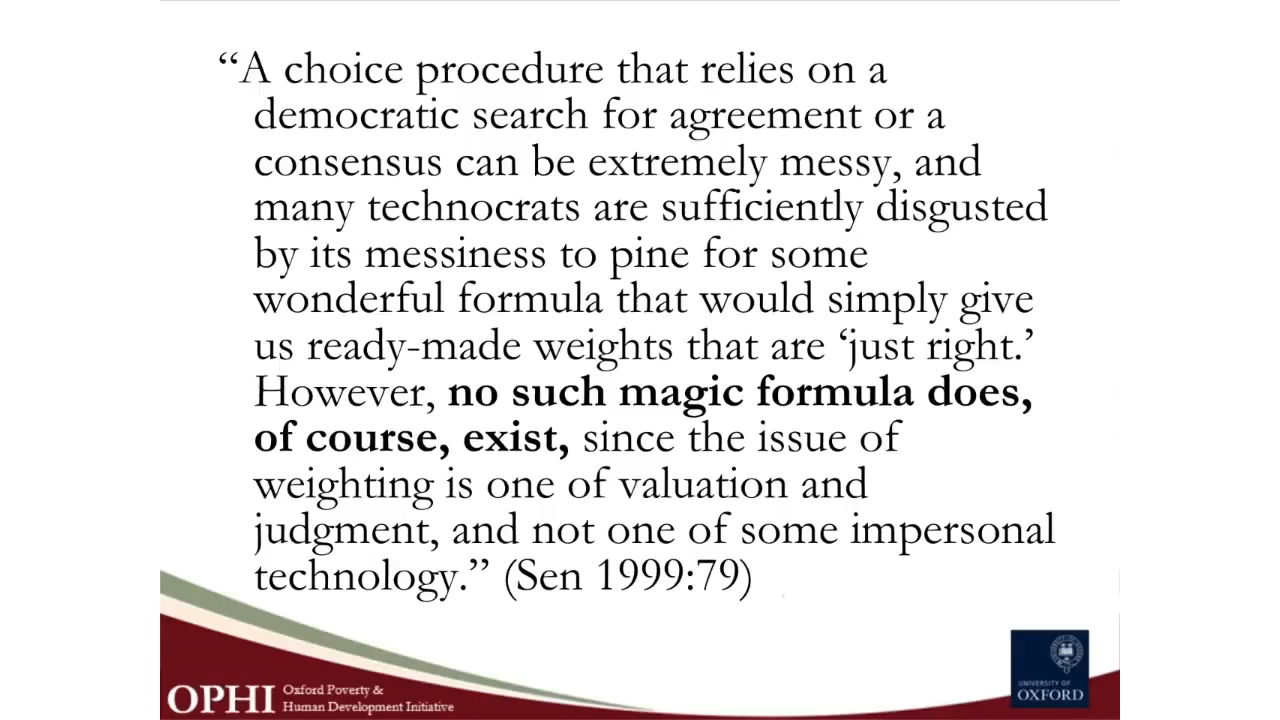 “A choice procedure that relies on a
democratic search for agreement or a
consensus can be extremely messy, and
many technocrats are sufficiently disgusted
by its messiness to pine for some
wonderful formula that would simply give
us ready-made weights that are ‘just right.’
However, no such magic formula does,
of course, exist, since the issue of
weighting is one of valuation and
judgment, and not one of some impersonal
technology.” (Sen 1999:79)
OPHI
Oxford Poverty &
Human Development Initiative
UNIVERSITY OF
OXFORD